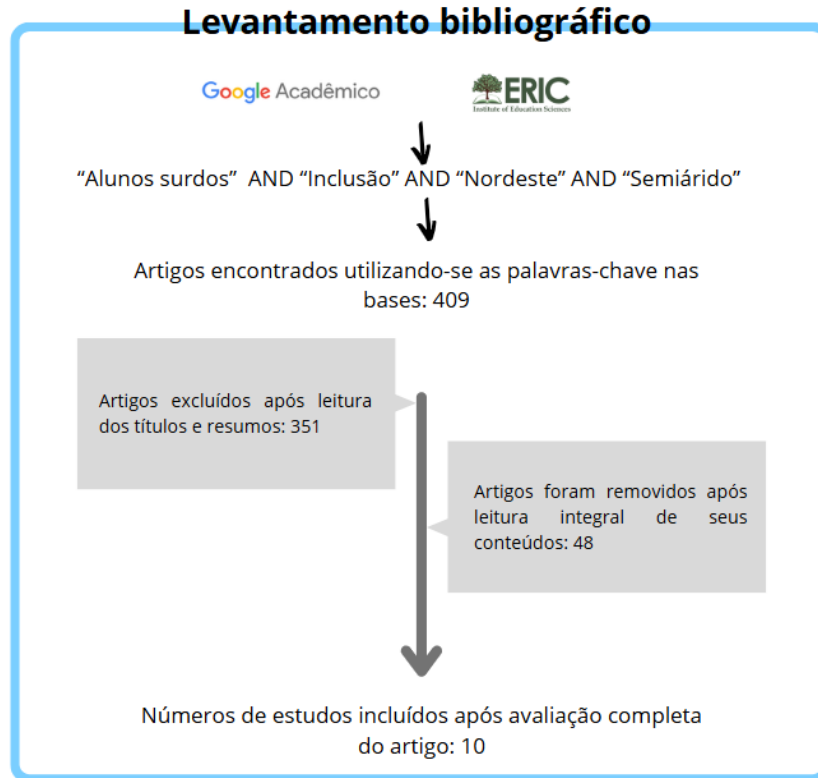 Levantamento bibliográfico
Google Acadêmico
ERIC
Institute of Education Sciences
“Alunos surdos” AND “Inclusão” AND “Nordeste” AND “Semiárido”
Artigos encontrados utilizando-se as palavras-chave nas
bases: 409
Artigos excluídos após leitura
dos títulos e resumos: 351
Artigos foram removidos após
leitura integral de seus
conteúdos: 48
Números de estudos incluídos após avaliação completa
do artigo: 10